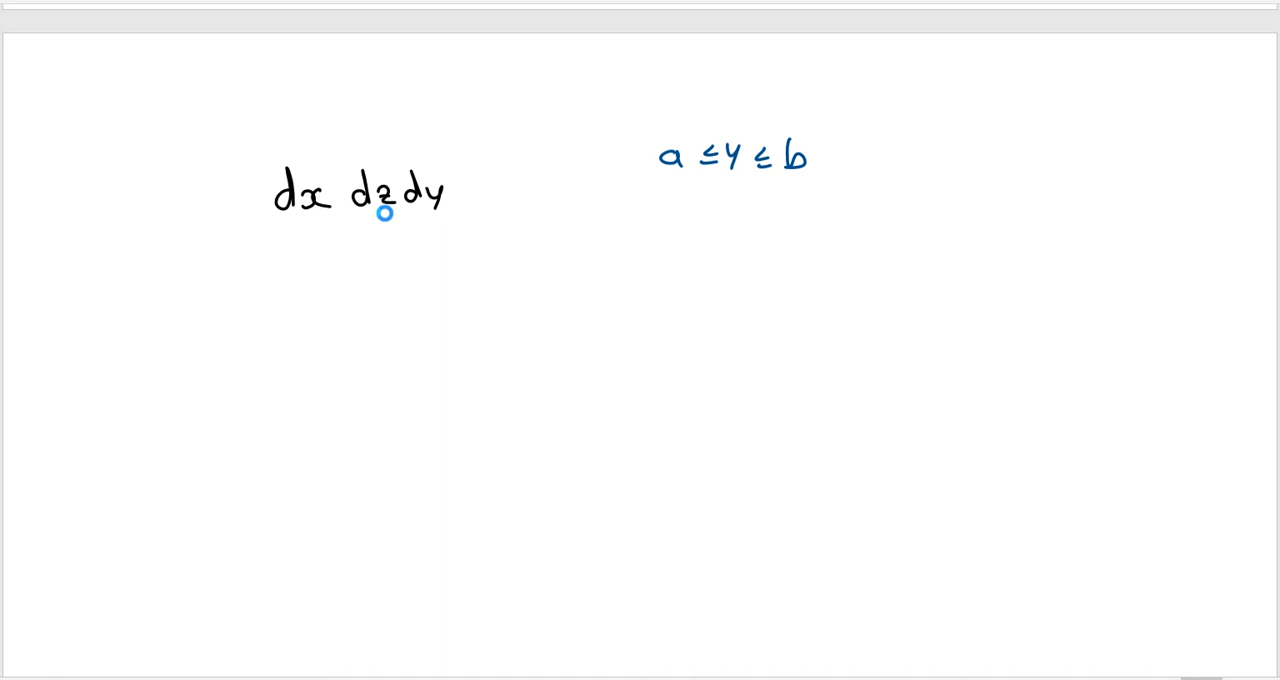 a ≤ y ≤ b
dx dz dy